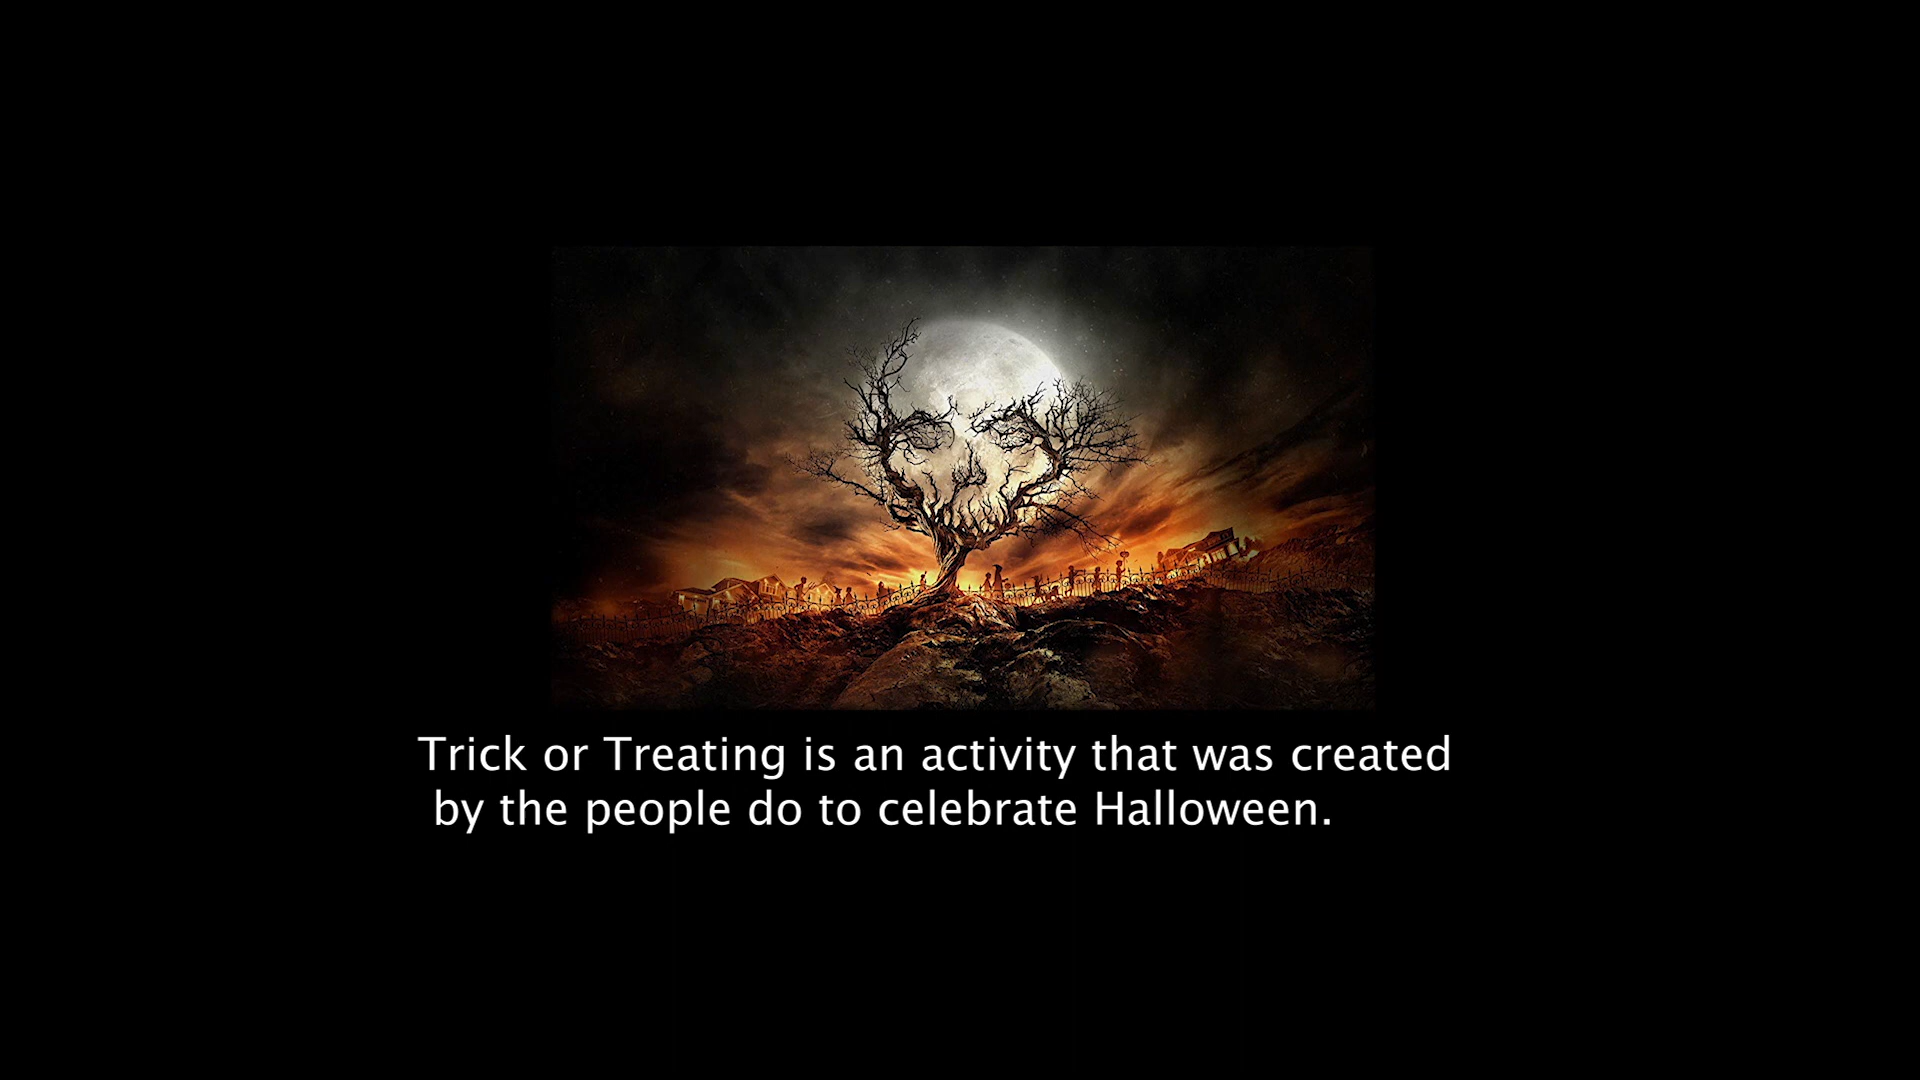 Trick or Treating is an activity that was created
by the people do to celebrate Halloween.